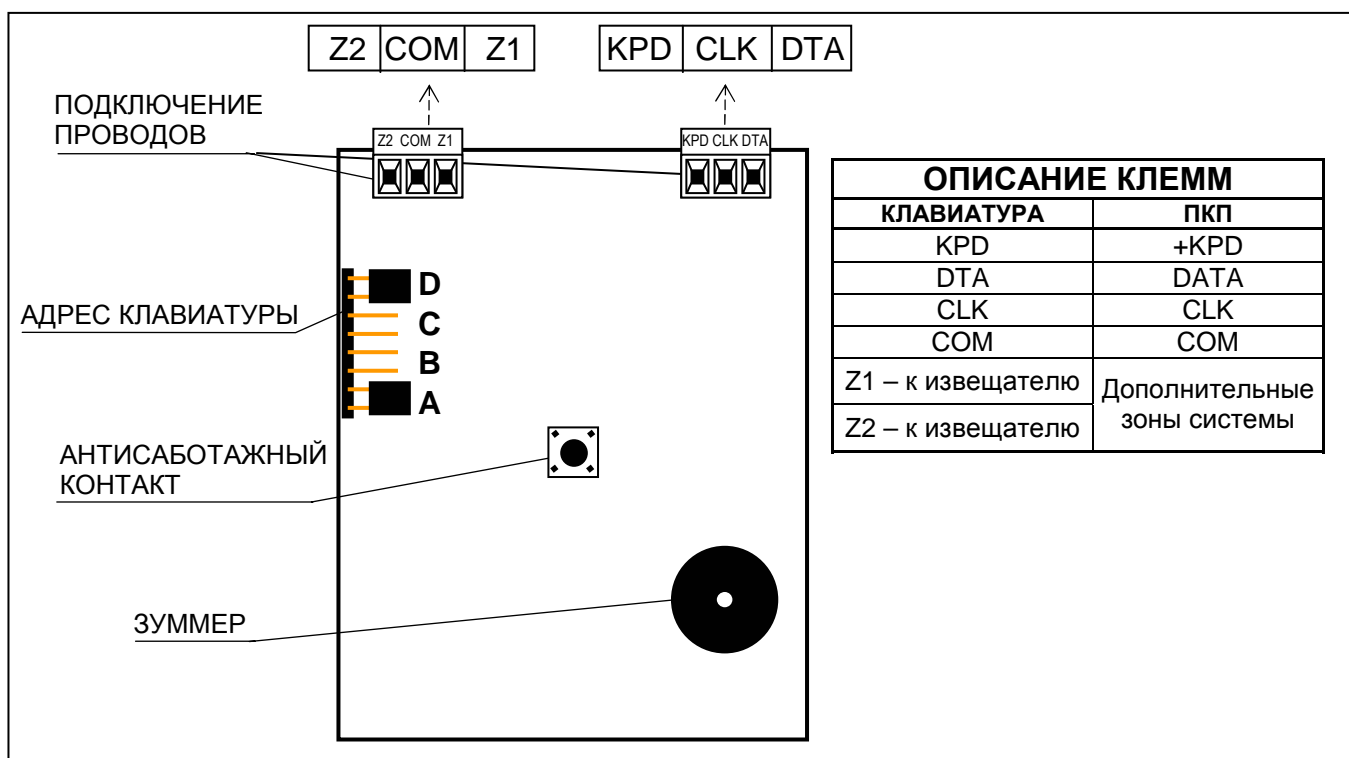 Z2 COM Z1
KPD CLK DTA
ПОДКЛЮЧЕНИЕ
ПРОВОДОВ
Z2 COM Z1
KPD CLK DTA
ОПИСАНИЕ КЛЕММ
КЛАВИАТУРА ПКП
KPD +KPD
DTA DATA
CLK CLK
COM COM
Z1 – к извещателю
Z2 – к извещателю
Дополнительные
зоны системы
АДРЕС КЛАВИАТУРЫ
D
C
B
A
АНТИСАБОТАЖНЫЙ
КОНТАКТ
ЗУММЕР